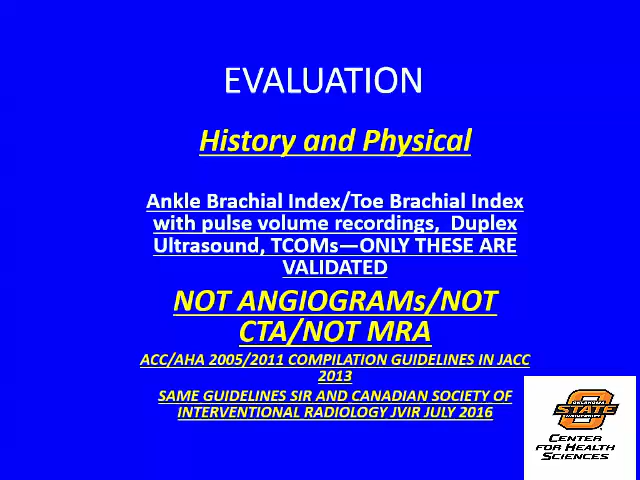 EVALUATION
History and Physical
Ankle Brachial Index/Toe Brachial Index
with pulse volume recordings,  Duplex
Ultrasound, TCOMs—ONLY THESE ARE
VALIDATED
NOT ANGIOGRAMs/NOT
CTA/NOT MRA
ACC/AHA 2005/2011 COMPILATION GUIDELINES IN JACC
2013
SAME GUIDELINES SIR AND CANADIAN SOCIETY OF
INTERVENTIONAL RADIOLOGY JVIR JULY 2016
OKLAHOMA
STATE
UNIVERSITY
CENTER
FOR HEALTH
SCIENCES